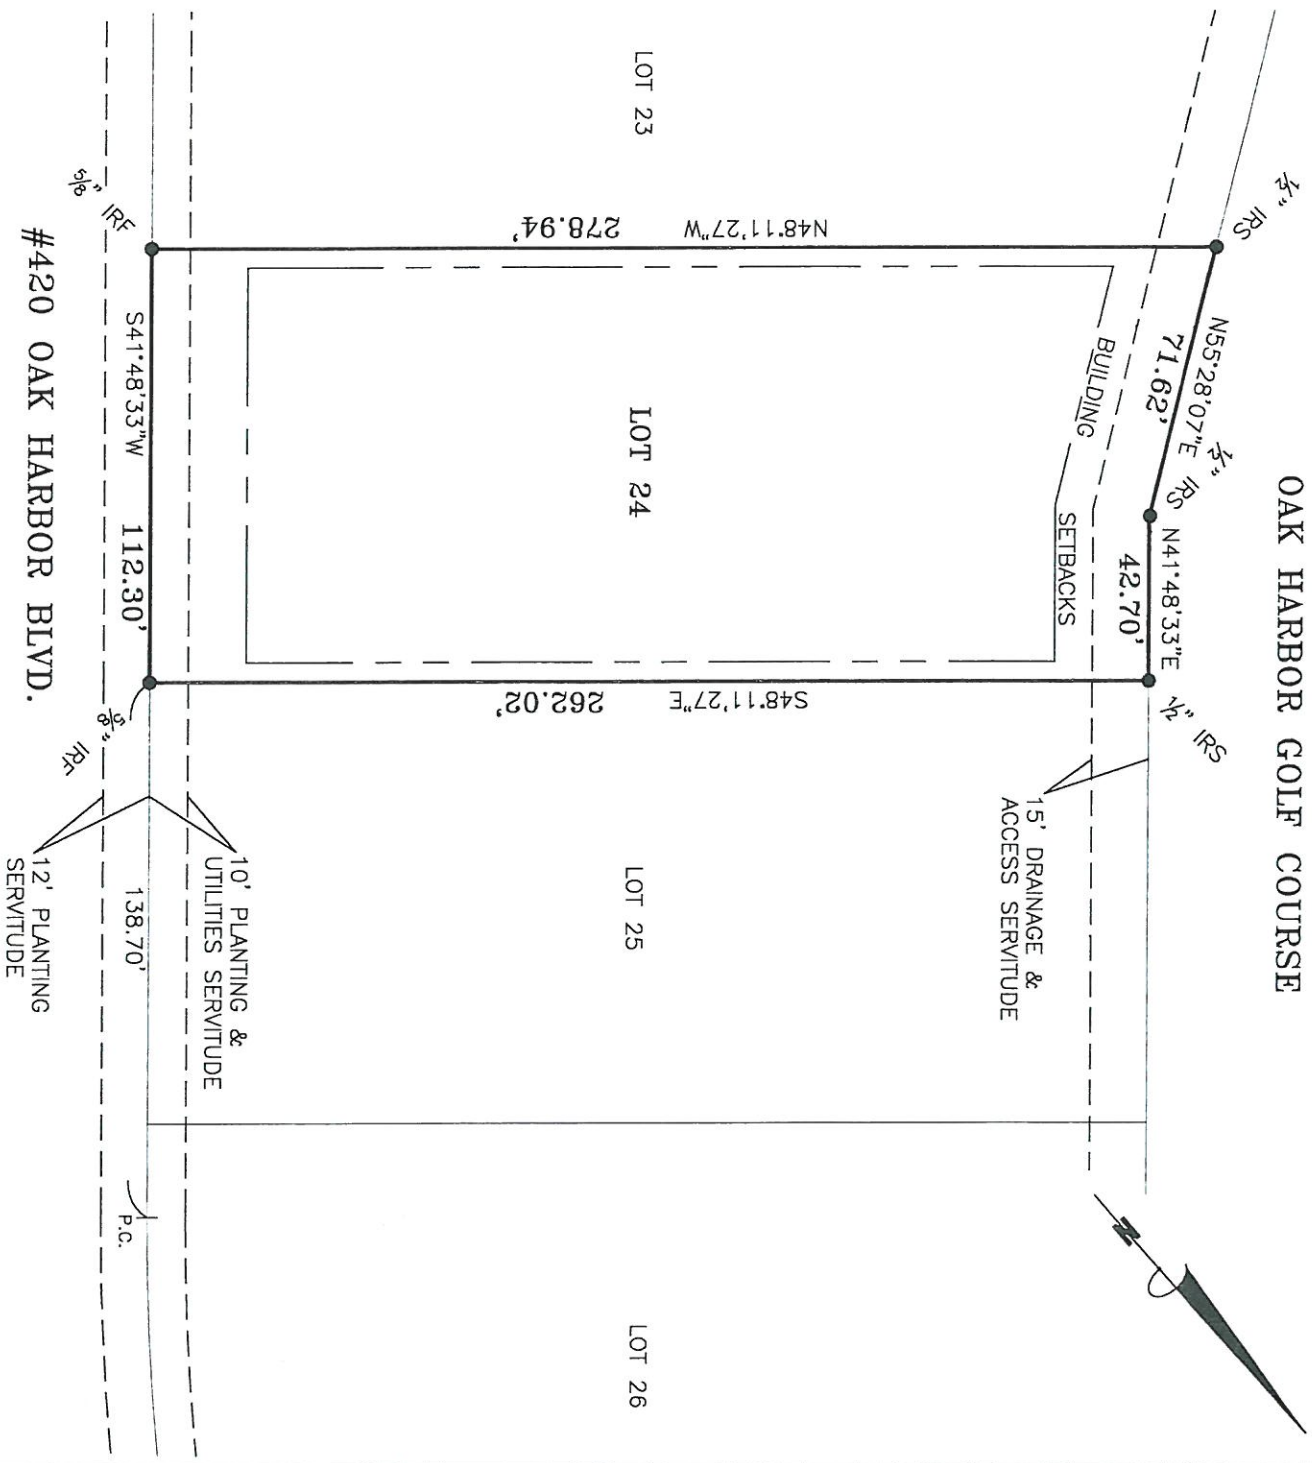 OAK HARBOR GOLF COURSE
½" IRS
N55°28'07"E
71.62'
½" IRS
N41°48'33"E
42.70'
½" IRS
BUILDING
SETBACKS
15' DRAINAGE &
ACCESS SERVITUDE
N48°11'27"W
278.94'
S48°11'27"E
262.02'
LOT 23
LOT 24
LOT 25
LOT 26
10' PLANTING &
UTILITIES SERVITUDE
5/8" IRF
S41°48'33"W
112.30'
5/8" IRF
138.70'
P.C.
12' PLANTING
SERVITUDE
#420 OAK HARBOR BLVD.
N